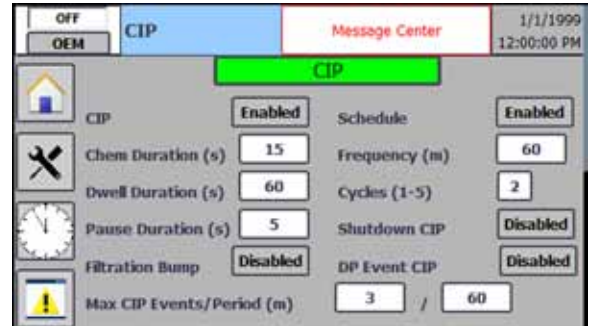 OFF
OEM
CIP
Message Center
1/1/1999
12:00:00 PM
CIP
CIP Enabled Schedule Enabled
Chem Duration (s) 15 Frequency (m) 60
Dwell Duration (s) 60 Cycles (1-5) 2
Pause Duration (s) 5 Shutdown CIP Disabled
Filtration Bump Disabled DP Event CIP Disabled
Max CIP Events/Period (m) 3 / 60